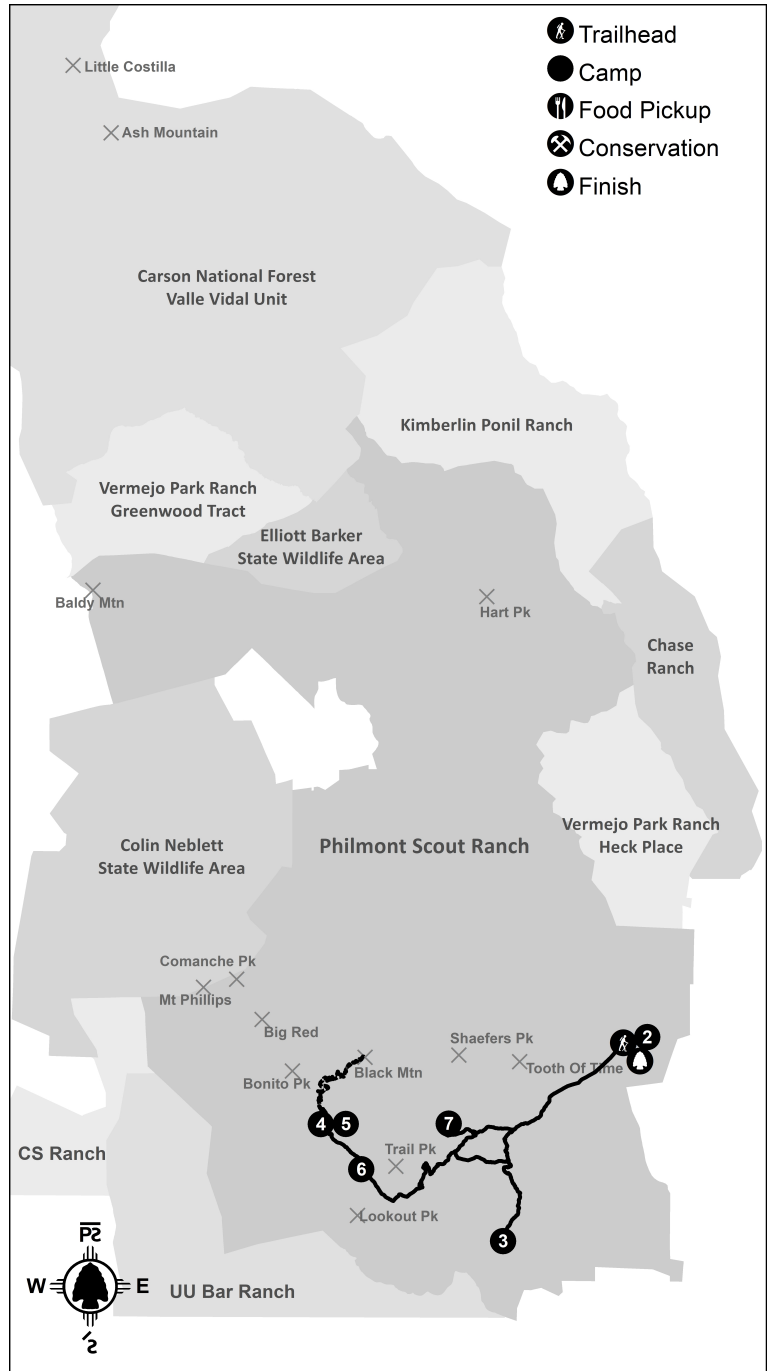 Trailhead
Camp
Food Pickup
Conservation
Finish
Little Costilla
Ash Mountain
Carson National Forest
Valle Vidal Unit
Kimberlin Ponil Ranch
Vermejo Park Ranch
Greenwood Tract
Elliott Barker
State Wildlife Area
Baldy Mtn
Hart Pk
Chase
Ranch
Vermejo Park Ranch
Heck Place
Colin Neblett
State Wildlife Area
Philmont Scout Ranch
Comanche Pk
Mt Phillips
Big Red
Shaefers Pk
2
Bonito Pk
Black Mtn
Tooth Of Time
4
5
7
CS Ranch
Trail Pk
6
Lookout Pk
3
W
E
UU Bar Ranch